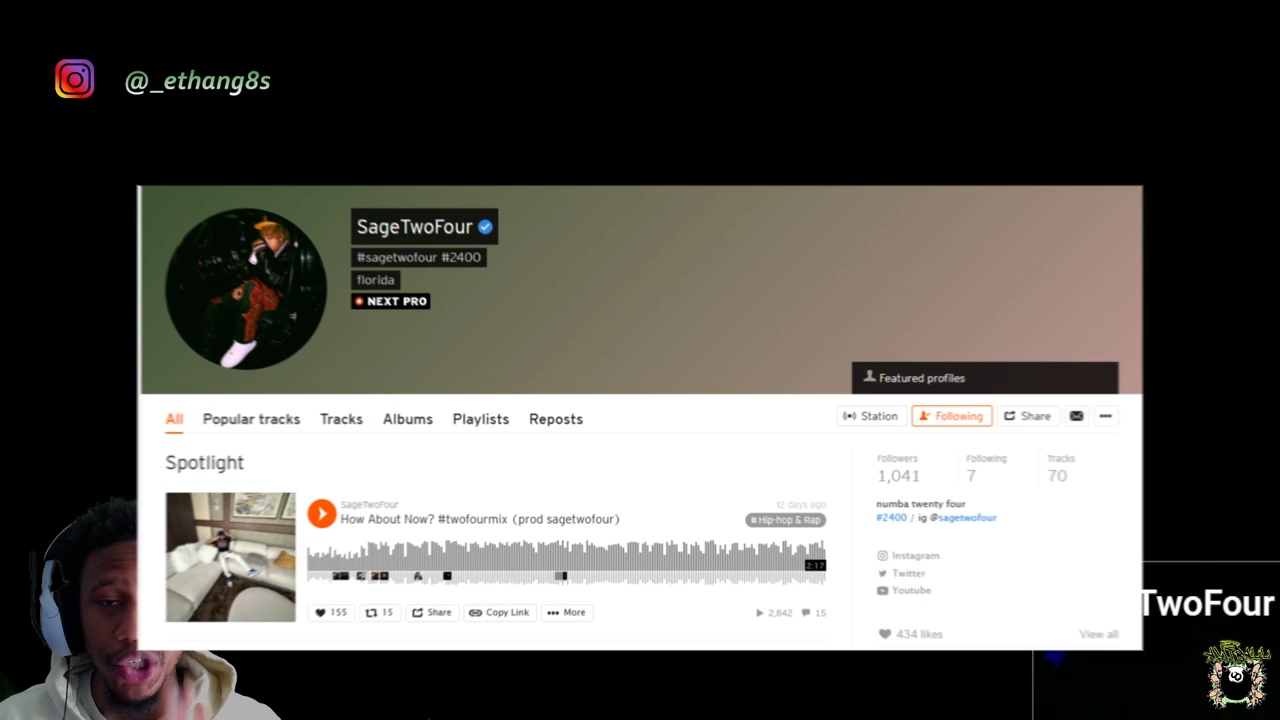 @_ethang8s
SageTwoFour
#sagetwofour #2400
florida
NEXT PRO
Featured profiles
All Popular tracks Tracks Albums Playlists Reposts
Station Following Share
Spotlight
Followers Following Tracks
1,041 7 70
SageTwoFour 12 days ago
How About Now? #twofourmix (prod sagetwofour) # Hip-hop & Rap
numba twenty four
#2400 / ig @sagetwofour
2:17
Instagram
Twitter
Youtube
155 15 Share Copy Link More 2,842 15
434 likes View all
TwoFour